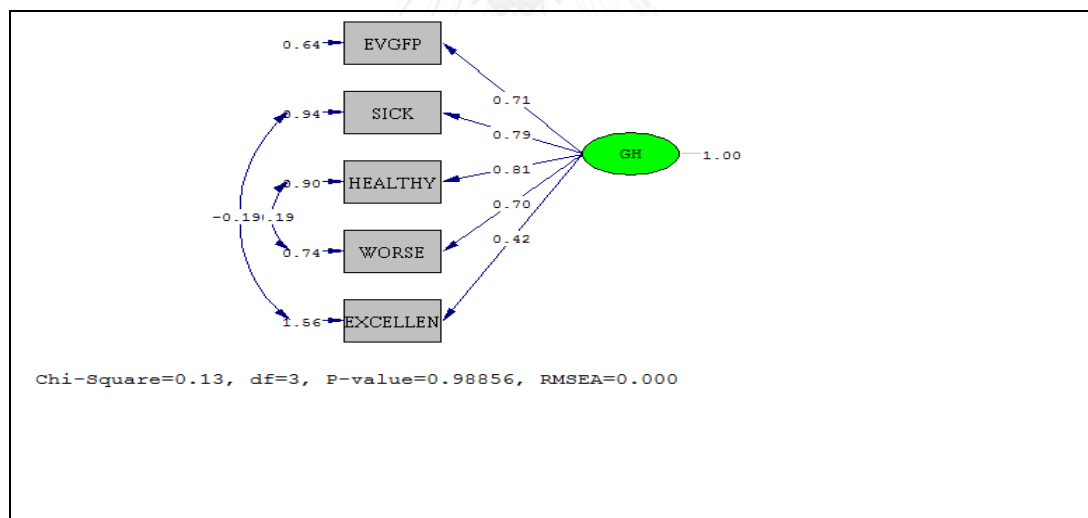 0.64 EVGFP
0.71
0.94 SICK
0.79
GH 1.00
0.90 HEALTHY
0.81
0.70
-0.19 0.19
0.74 WORSE
0.42
1.56 EXCELLEN
Chi-Square=0.13, df=3, P-value=0.98856, RMSEA=0.000